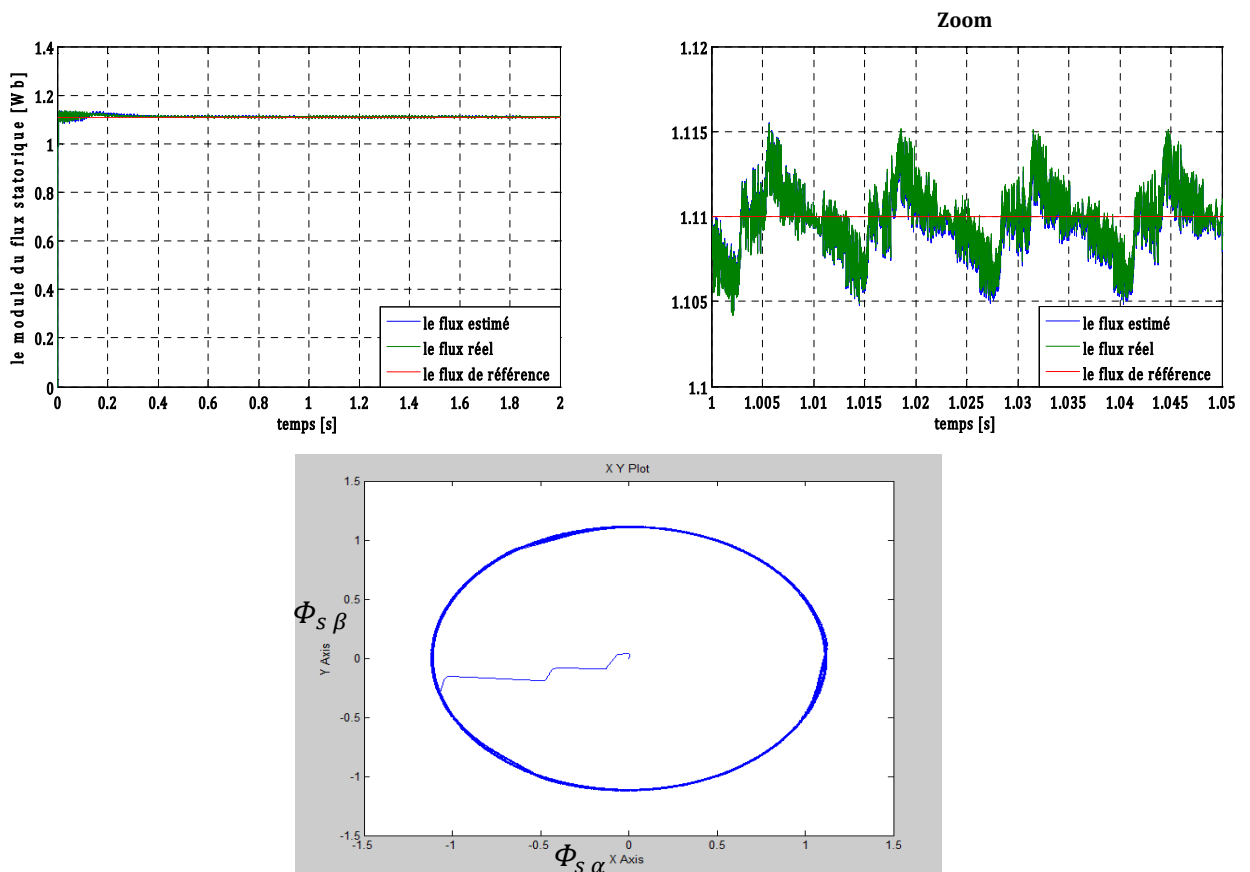 Zoom
le module du flux statorique [Wb]
1.4
1.2
1
0.8
0.6
0.4
0.2
0
le flux estimé
le flux réel
le flux de référence
0 0.2 0.4 0.6 0.8 1 1.2 1.4 1.6 1.8 2
temps [s]
1.12
1.115
1.110
1.105
1.1
le flux estimé
le flux réel
le flux de référence
1 1.005 1.01 1.015 1.02 1.025 1.03 1.035 1.04 1.045 1.05
temps [s]
X Y Plot
1.5
1
0.5
0
-0.5
-1
-1.5
Φs β
Y Axis
-1.5 -1 -0.5 0 0.5 1 1.5
Φs α
X Axis